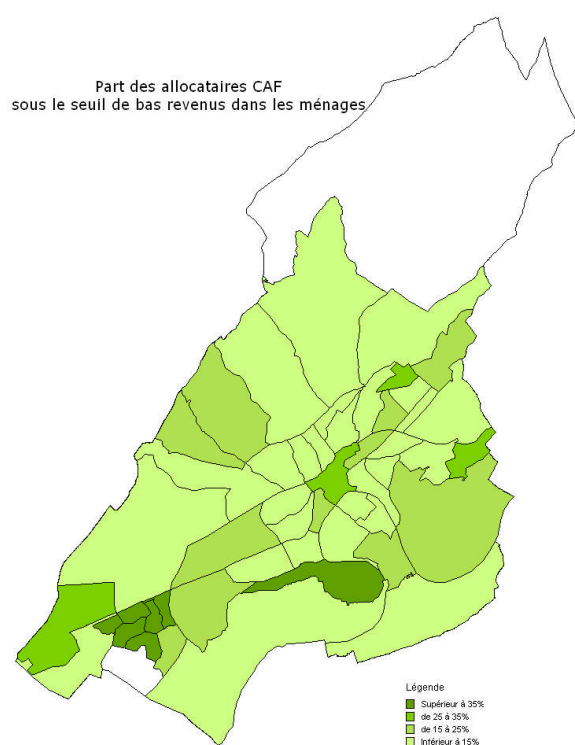 Part des allocataires CAF
sous le seuil de bas revenus dans les ménages
Légende
Supérieur à 35%
de 25 à 35%
de 15 à 25%
Inférieur à 15%